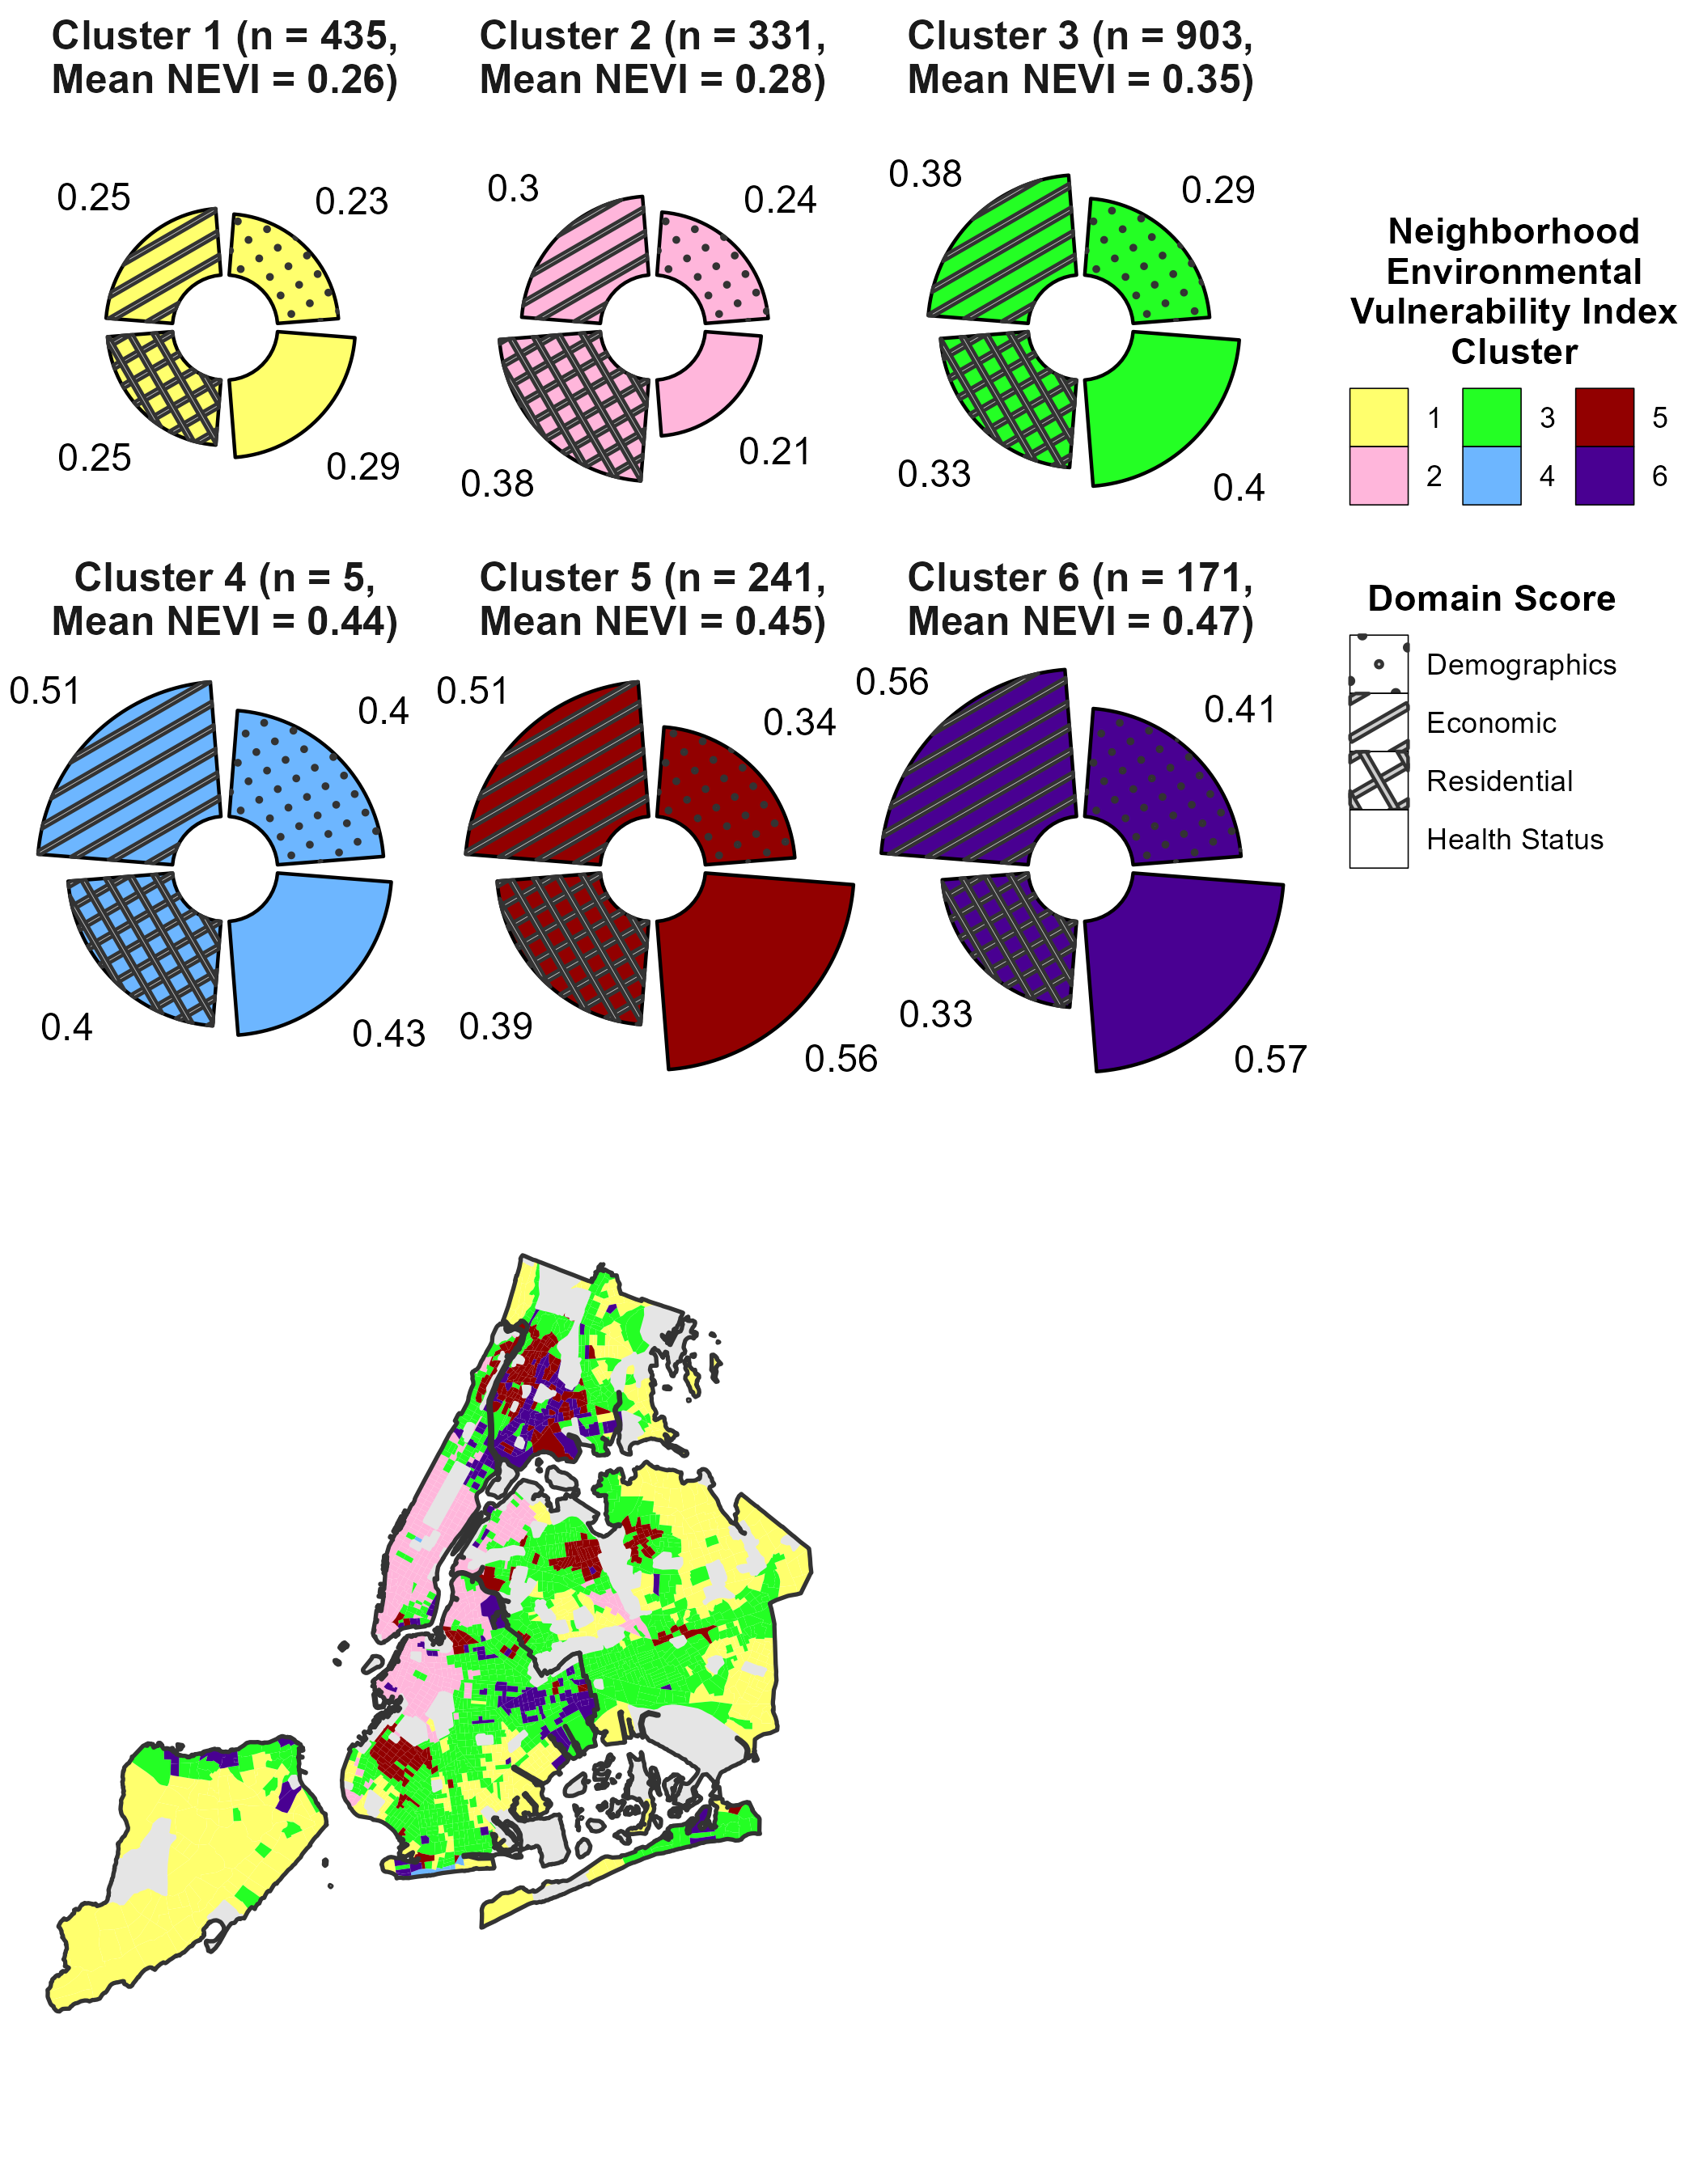 Cluster 1 (n = 435,
Mean NEVI = 0.26)
0.25
0.23
0.25
0.29
Cluster 2 (n = 331,
Mean NEVI = 0.28)
0.3
0.24
0.38
0.21
Cluster 3 (n = 903,
Mean NEVI = 0.35)
0.38
0.29
0.33
0.4
Cluster 4 (n = 5,
Mean NEVI = 0.44)
0.51
0.4
0.4
0.43
Cluster 5 (n = 241,
Mean NEVI = 0.45)
0.51
0.34
0.39
0.56
Cluster 6 (n = 171,
Mean NEVI = 0.47)
0.56
0.41
0.33
0.57
Neighborhood
Environmental
Vulnerability Index
Cluster
1 3 5
2 4 6
Domain Score
Demographics
Economic
Residential
Health Status